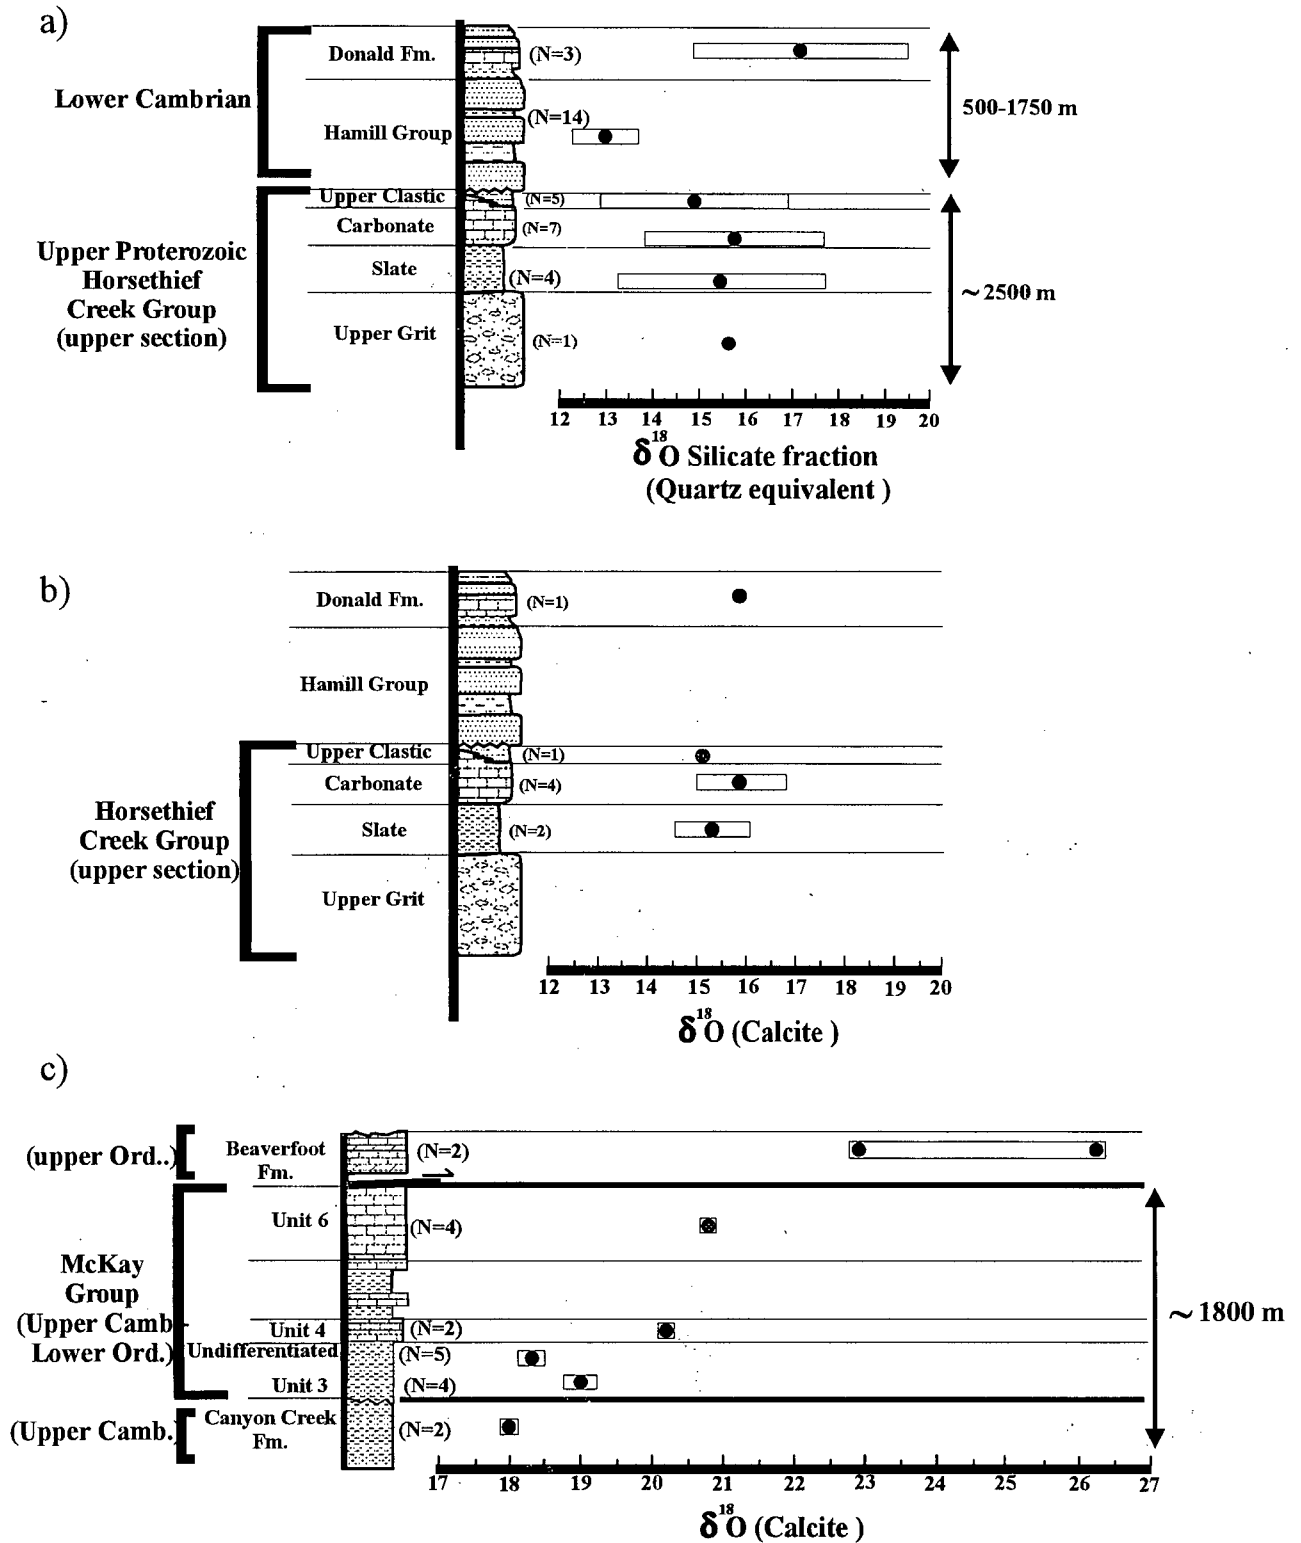 a)
Donald Fm.
(N=3)
Lower Cambrian
500-1750 m
(N=14)
Hamill Group
Upper Clastic
(N=5)
Carbonate
(N=7)
Upper Proterozoic
Horsethief
Creek Group
(upper section)
Slate
(N=4)
~2500 m
Upper Grit
(N=1)
12 13 14 15 16 17 18 19 20
δ18O Silicate fraction
(Quartz equivalent )
b)
Donald Fm.
(N=1)
Hamill Group
Upper Clastic
(N=1)
Carbonate
(N=4)
Horsethief
Creek Group
(upper section)
Slate
(N=2)
Upper Grit
12 13 14 15 16 17 18 19 20
δ18O (Calcite )
c)
(upper Ord..)
Beaverfoot
Fm.
(N=2)
Unit 6
(N=4)
McKay
Group
(Upper Camb-
Lower Ord.)
~1800 m
Unit 4
(N=2)
Undifferentiated
(N=5)
Unit 3
(N=4)
(Upper Camb.)
Canyon Creek
Fm.
(N=2)
17 18 19 20 21 22 23 24 25 26 27
δ18O (Calcite )